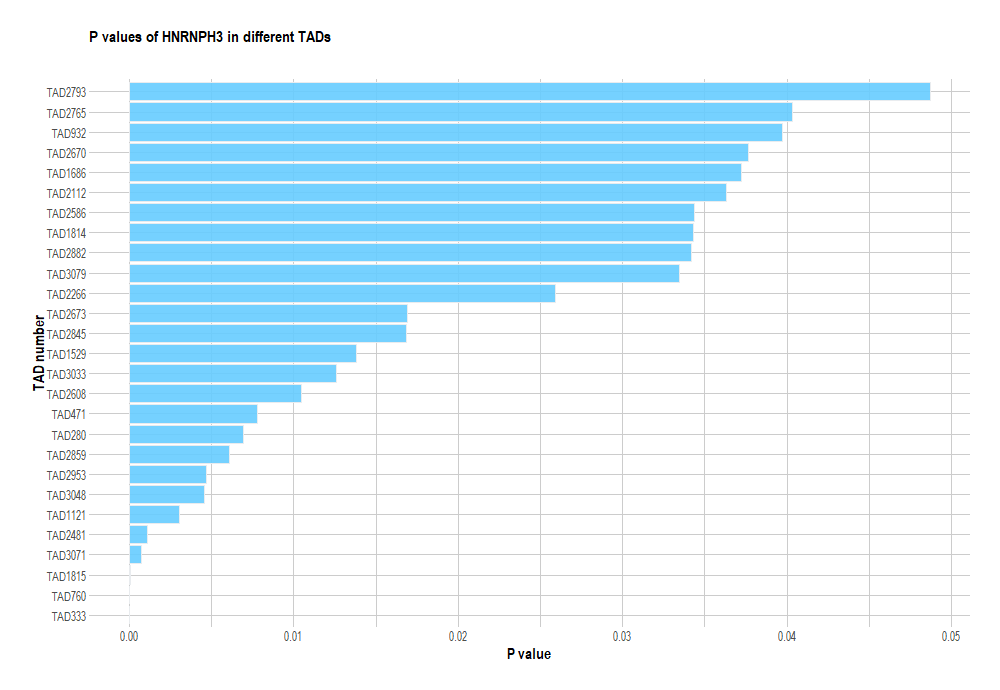 P values of HNRNPH3 in different TADs
TAD number
TAD2793
TAD2765
TAD932
TAD2670
TAD1686
TAD2112
TAD2586
TAD1814
TAD2882
TAD3079
TAD2266
TAD2673
TAD2845
TAD1529
TAD3033
TAD2608
TAD471
TAD280
TAD2859
TAD2953
TAD3048
TAD1121
TAD2481
TAD3071
TAD1815
TAD760
TAD333
0.00 0.01 0.02 0.03 0.04 0.05
P value